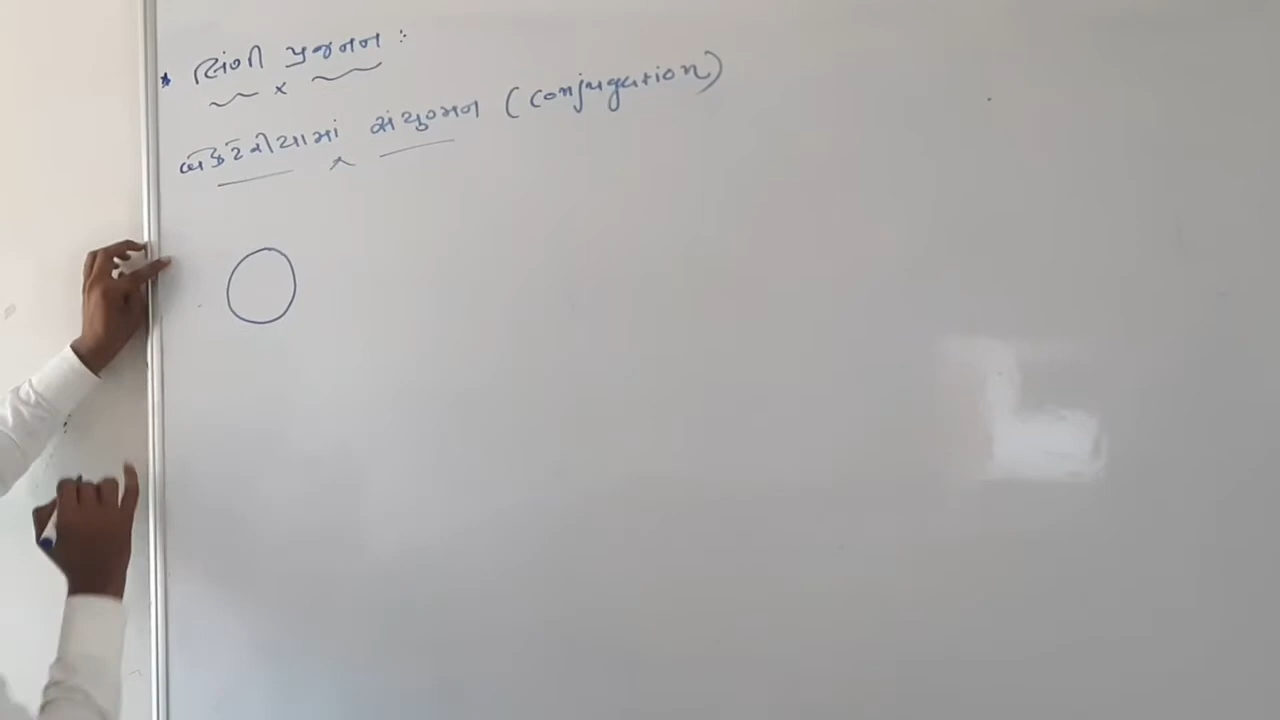 * લિંગી પ્રજનન :
બેક્ટેરીયામાં સંયુગ્મન (conjugation)